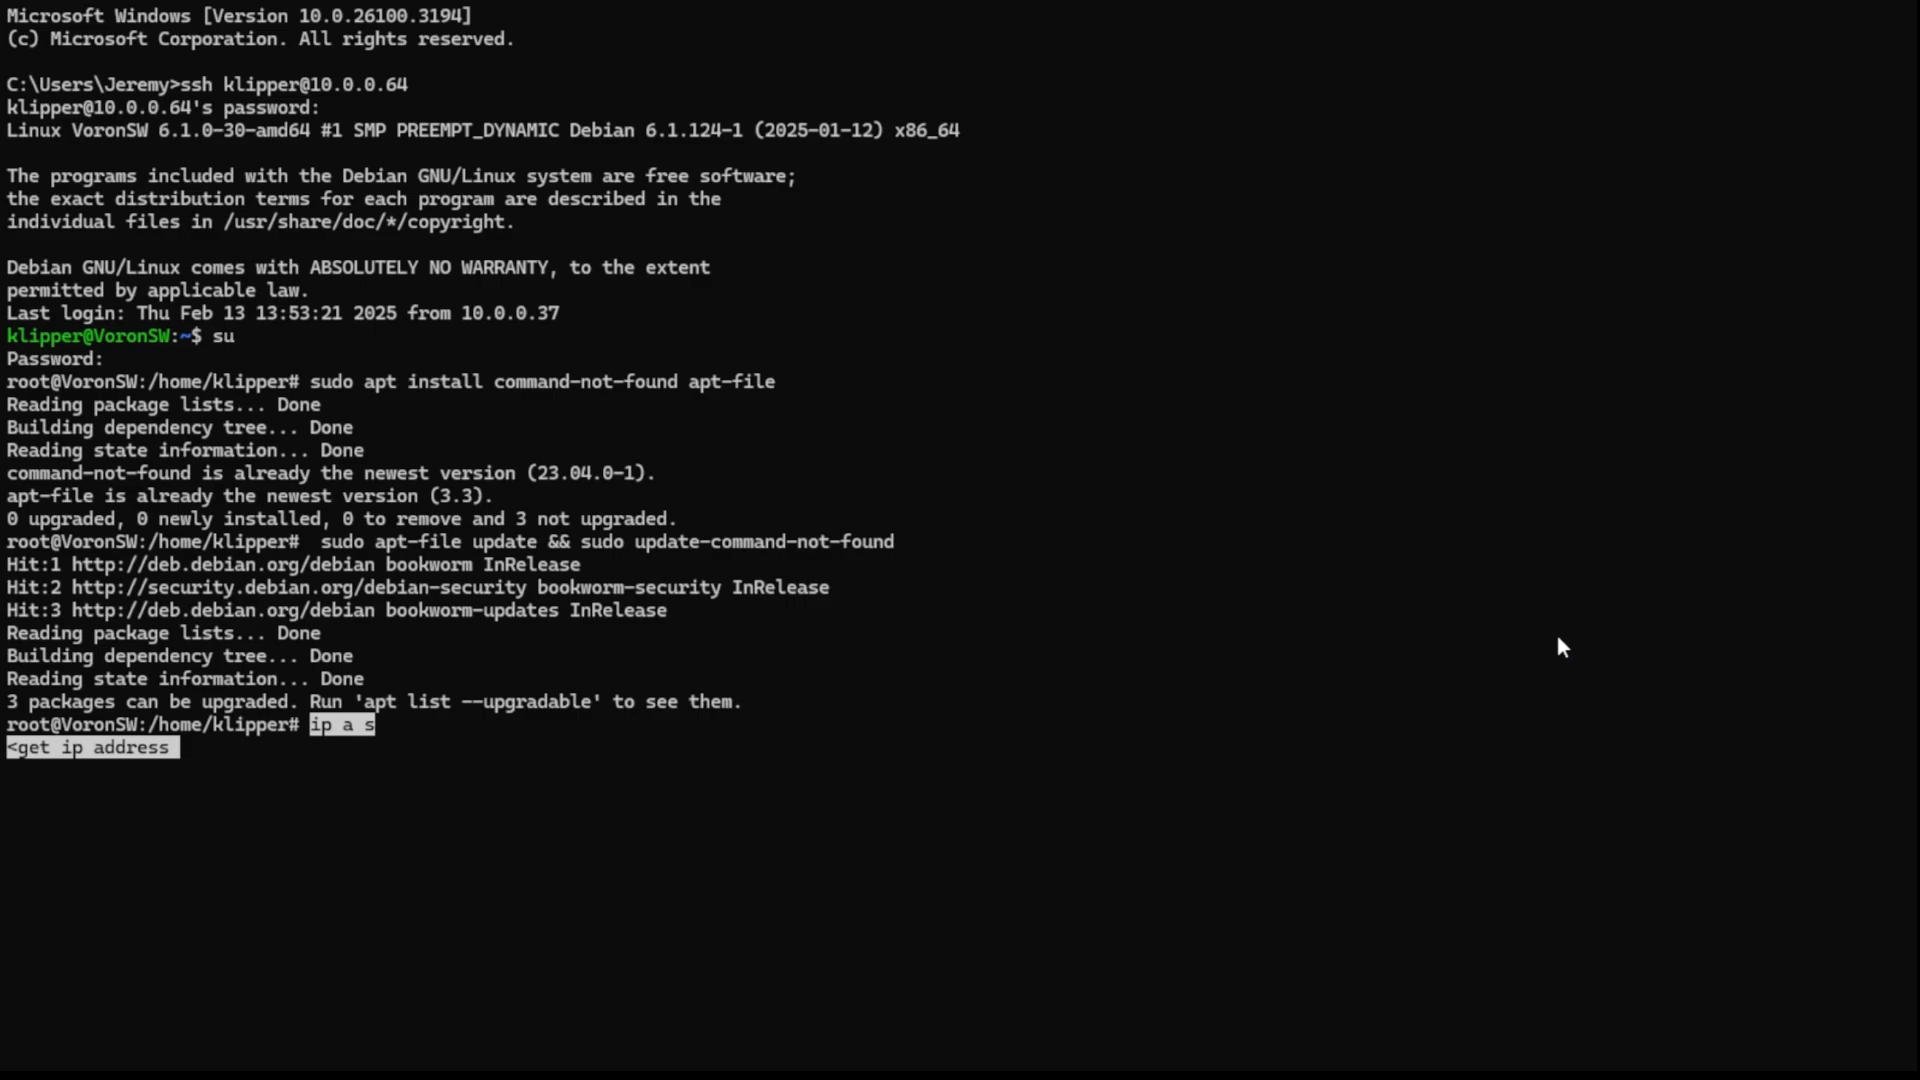 Microsoft Windows [Version 10.0.26100.3194]
(c) Microsoft Corporation. All rights reserved.
C:\Users\Jeremy>ssh klipper@10.0.0.64
klipper@10.0.0.64's password:
Linux VoronSW 6.1.0-30-amd64 #1 SMP PREEMPT_DYNAMIC Debian 6.1.124-1 (2025-01-12) x86_64
The programs included with the Debian GNU/Linux system are free software;
the exact distribution terms for each program are described in the
individual files in /usr/share/doc/*/copyright.
Debian GNU/Linux comes with ABSOLUTELY NO WARRANTY, to the extent
permitted by applicable law.
Last login: Thu Feb 13 13:53:21 2025 from 10.0.0.37
klipper@VoronSW:~$ su
Password:
root@VoronSW:/home/klipper# sudo apt install command-not-found apt-file
Reading package lists... Done
Building dependency tree... Done
Reading state information... Done
command-not-found is already the newest version (23.04.0-1).
apt-file is already the newest version (3.3).
0 upgraded, 0 newly installed, 0 to remove and 3 not upgraded.
root@VoronSW:/home/klipper#  sudo apt-file update && sudo update-command-not-found
Hit:1 http://deb.debian.org/debian bookworm InRelease
Hit:2 http://security.debian.org/debian-security bookworm-security InRelease
Hit:3 http://deb.debian.org/debian bookworm-updates InRelease
Reading package lists... Done
Building dependency tree... Done
Reading state information... Done
3 packages can be upgraded. Run 'apt list --upgradable' to see them.
root@VoronSW:/home/klipper# ip a s
<get ip address